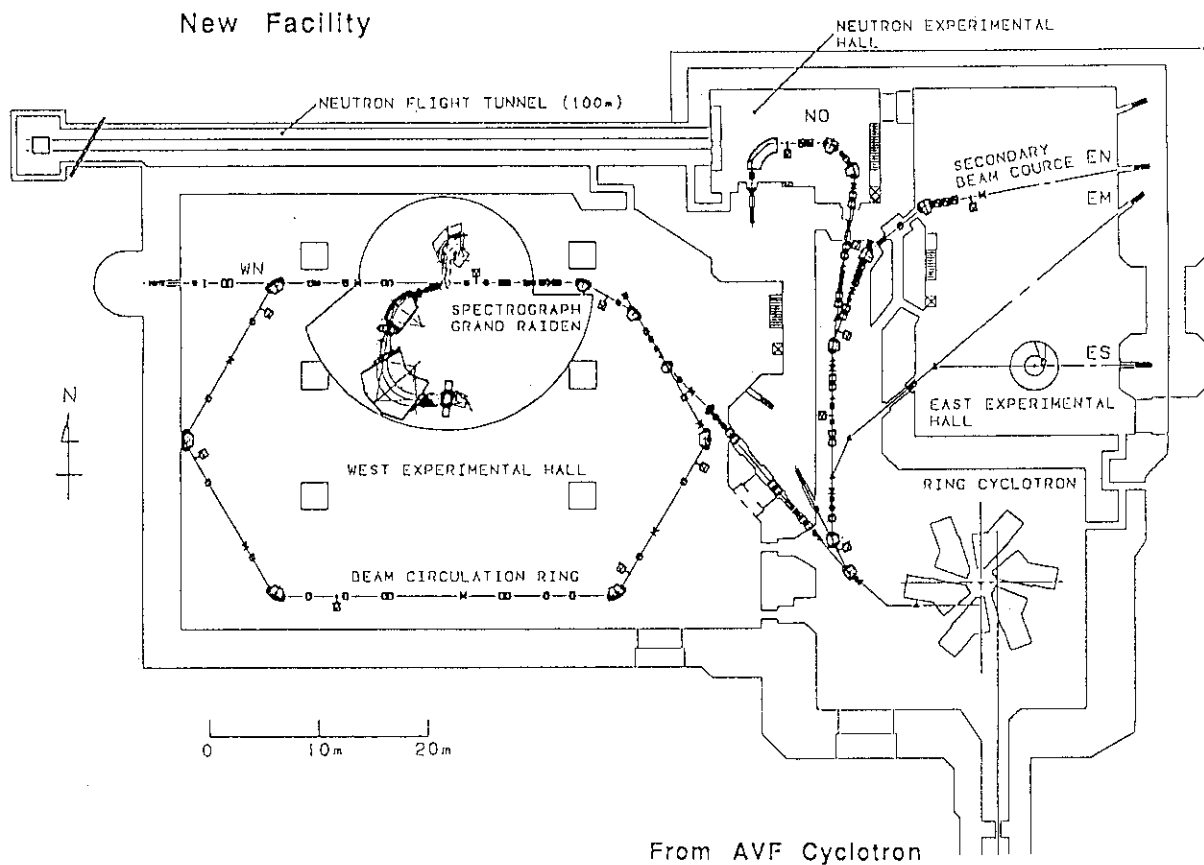 New Facility
NEUTRON EXPERIMENTAL
HALL
NEUTRON FLIGHT TUNNEL (100m)
NO
SECONDARY
BEAM COURCE
EN
EM
WN
SPECTROGRAPH
GRAND RAIDEN
ES
EAST EXPERIMENTAL
HALL
N
WEST EXPERIMENTAL HALL
RING CYCLOTRON
BEAM CIRCULATION RING
0 10m 20m
From AVF Cyclotron